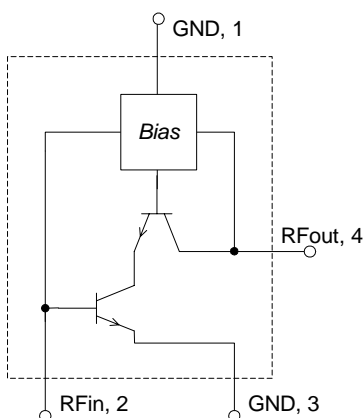 GND, 1
Bias
RFout, 4
RFin, 2
GND, 3